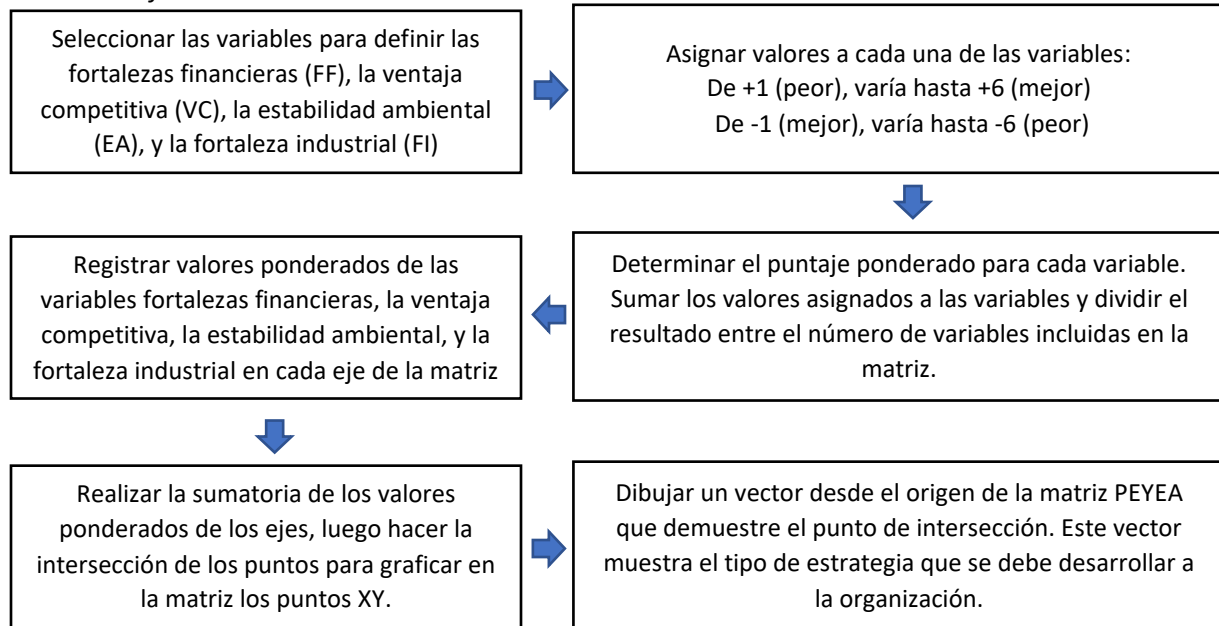 Seleccionar las variables para definir las
fortalezas financieras (FF), la ventaja
competitiva (VC), la estabilidad ambiental
(EA), y la fortaleza industrial (FI)
Asignar valores a cada una de las variables:
De +1 (peor), varía hasta +6 (mejor)
De -1 (mejor), varía hasta -6 (peor)
Determinar el puntaje ponderado para cada variable.
Sumar los valores asignados a las variables y dividir el
resultado entre el número de variables incluidas en la
matriz.
Registrar valores ponderados de las
variables fortalezas financieras, la ventaja
competitiva, la estabilidad ambiental, y la
fortaleza industrial en cada eje de la matriz
Realizar la sumatoria de los valores
ponderados de los ejes, luego hacer la
intersección de los puntos para graficar en
la matriz los puntos XY.
Dibujar un vector desde el origen de la matriz PEYEA
que demuestre el punto de intersección. Este vector
muestra el tipo de estrategia que se debe desarrollar a
la organización.